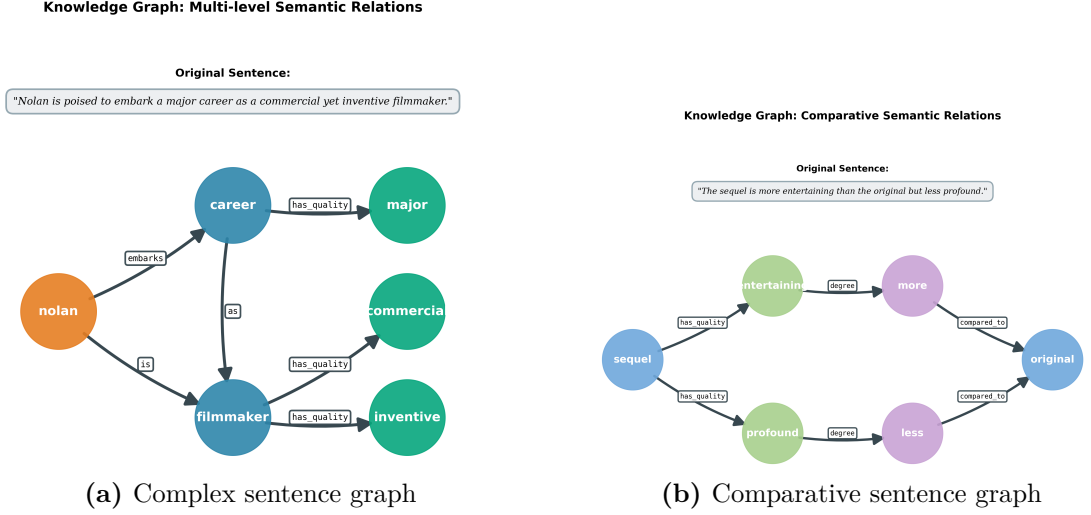 Knowledge Graph: Multi-level Semantic Relations
Original Sentence:
"Nolan is poised to embark a major career as a commercial yet inventive filmmaker."
career
has_quality
major
embarks
nolan
as
commercial
is
has_quality
filmmaker
has_quality
inventive
(a) Complex sentence graph
Knowledge Graph: Comparative Semantic Relations
Original Sentence:
"The sequel is more entertaining than the original but less profound."
entertaining
degree
more
has_quality
compared_to
sequel
original
has_quality
compared_to
profound
degree
less
(b) Comparative sentence graph